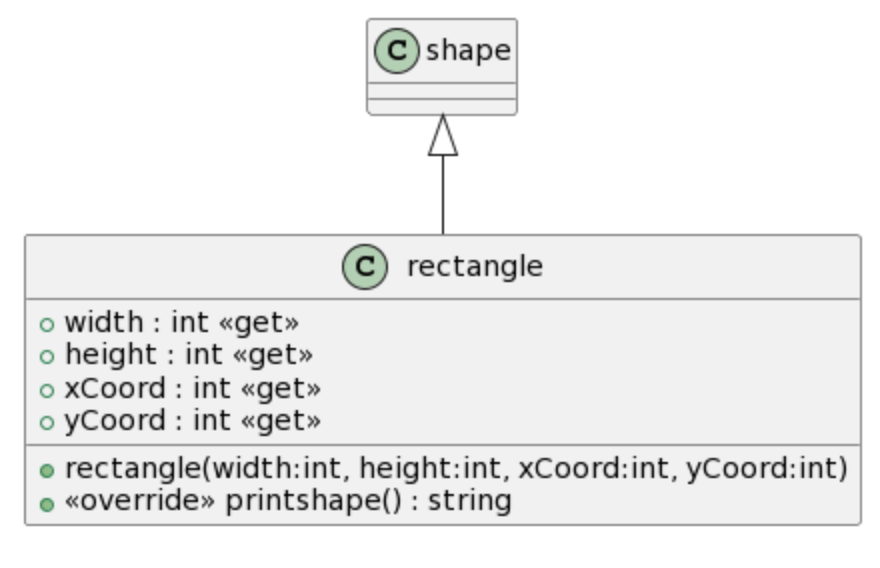 C shape
C rectangle
width : int «get»
height : int «get»
xCoord : int «get»
yCoord : int «get»
rectangle(width:int, height:int, xCoord:int, yCoord:int)
«override» printshape() : string